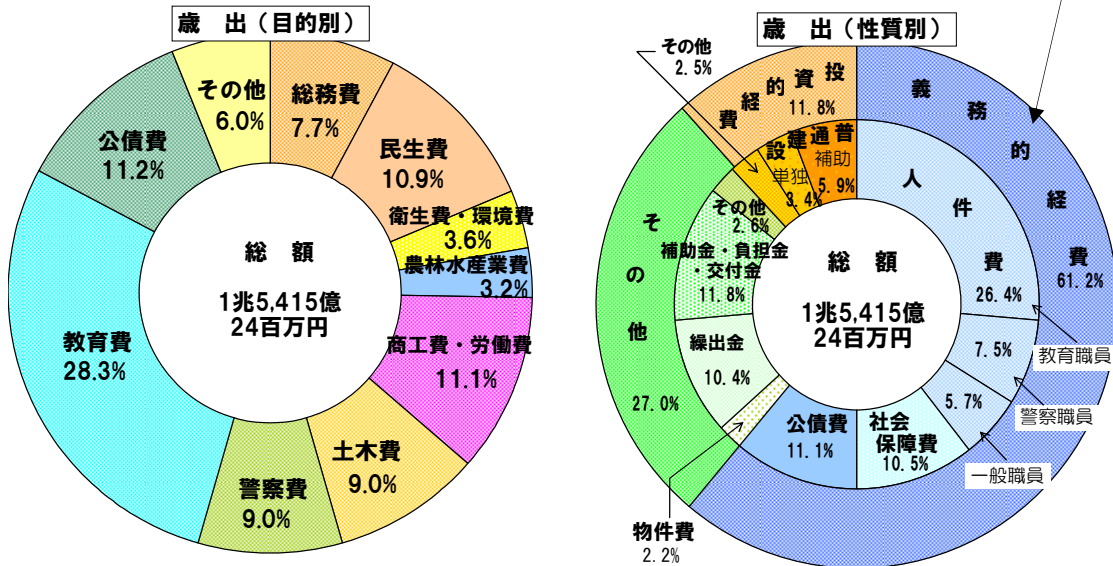 歳　出（目的別）
総務費
7.7%
民生費
10.9%
衛生費・環境費
3.6%
農林水産業費
3.2%
商工費・労働費
11.1%
土木費
9.0%
警察費
9.0%
教育費
28.3%
公債費
11.2%
その他
6.0%
総　額
1兆5,415億
24百万円
歳　出（性質別）
義務的経費
61.2%
人件費
26.4%
教育職員
7.5%
警察職員
5.7%
一般職員
社会
保障費
10.5%
公債費
11.1%
その他
27.0%
物件費
2.2%
繰出金
10.4%
補助金・負担金
・交付金
11.8%
その他
2.6%
投資的経費
11.8%
その他
2.5%
普通建設
単独
3.4%
補助
5.9%
総　額
1兆5,415億
24百万円